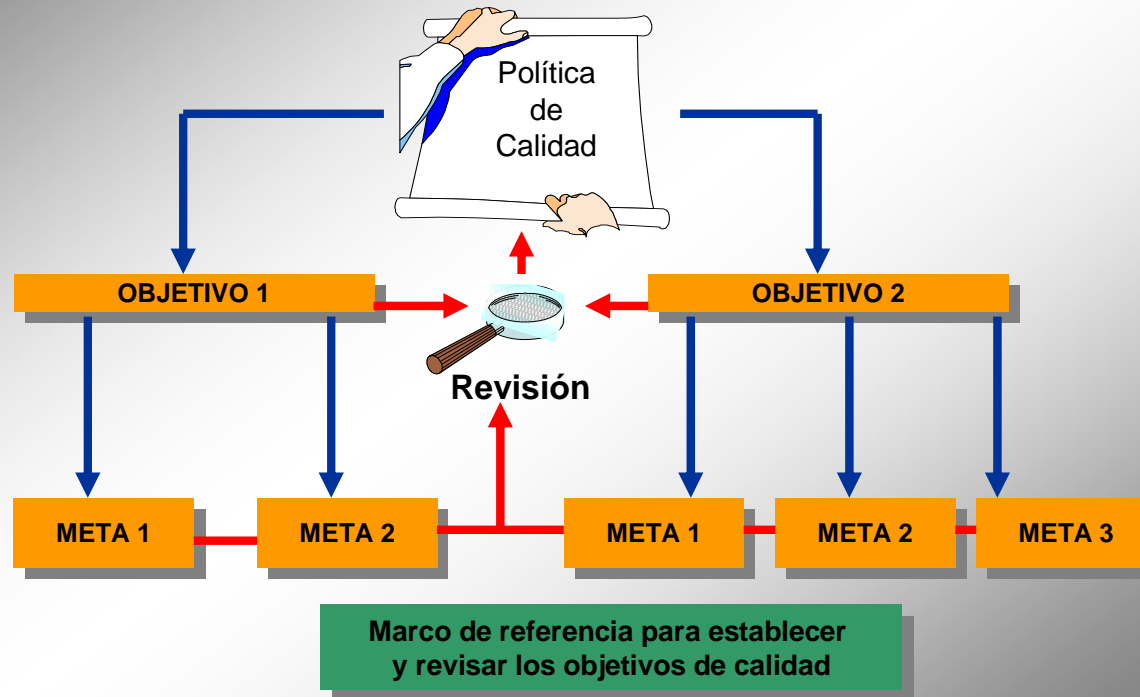 Política
de
Calidad
OBJETIVO 1
OBJETIVO 2
Revisión
META 1
META 2
META 1
META 2
META 3
Marco de referencia para establecer
y revisar los objetivos de calidad